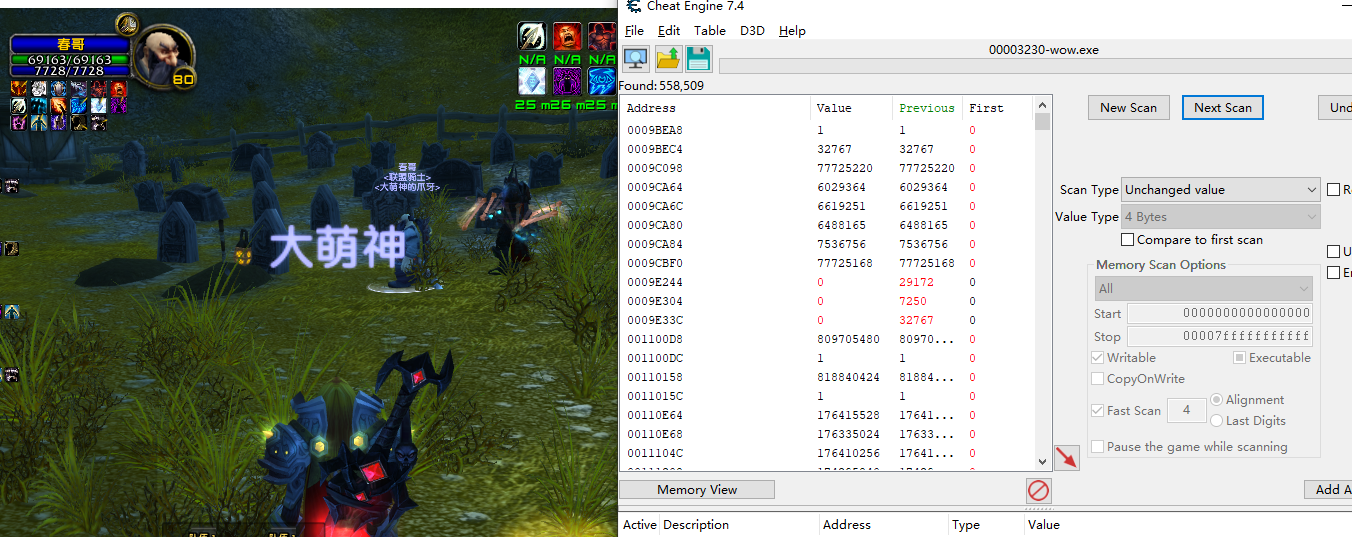 Cheat Engine 7.4
File Edit Table D3D Help
00003230-wow.exe
Found: 558,509
Address Value Previous First
0009BEA8 1 1 0
0009BEC4 32767 32767 0
0009C098 77725220 77725220 0
0009CA64 6029364 6029364 0
0009CA6C 6619251 6619251 0
0009CA80 6488165 6488165 0
0009CA84 7536756 7536756 0
0009CBF0 77725168 77725168 0
0009E244 0 29172 0
0009E304 0 7250 0
0009E33C 0 32767 0
001100D8 809705480 80970... 0
001100DC 1 1 0
00110158 818840424 81884... 0
0011015C 1 1 0
00110E64 176415528 17641... 0
00110E68 176335024 17633... 0
0011104C 176410256 17641... 0
New Scan Next Scan Und
Scan Type Unchanged value R
Value Type 4 Bytes
Compare to first scan
U
Memory Scan Options
E
All
Start 0000000000000000
Stop 00007fffffffffff
Writable Executable
CopyOnWrite
Fast Scan 4 Alignment
Last Digits
Pause the game while scanning
Memory View Add A
Active Description Address Type Value
春哥
69163/69163
7728/7728
80
N/A N/A N/A
25 m 26 m 25 m
春哥
<联盟骑士>
<大萌神的爪牙>
大萌神